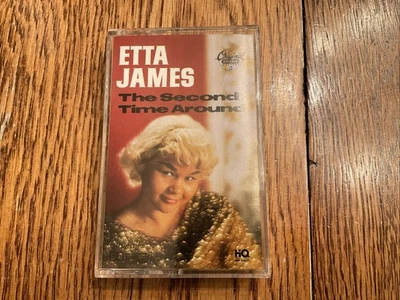 ETTA
JAMES
The Second
Time Around
HQ